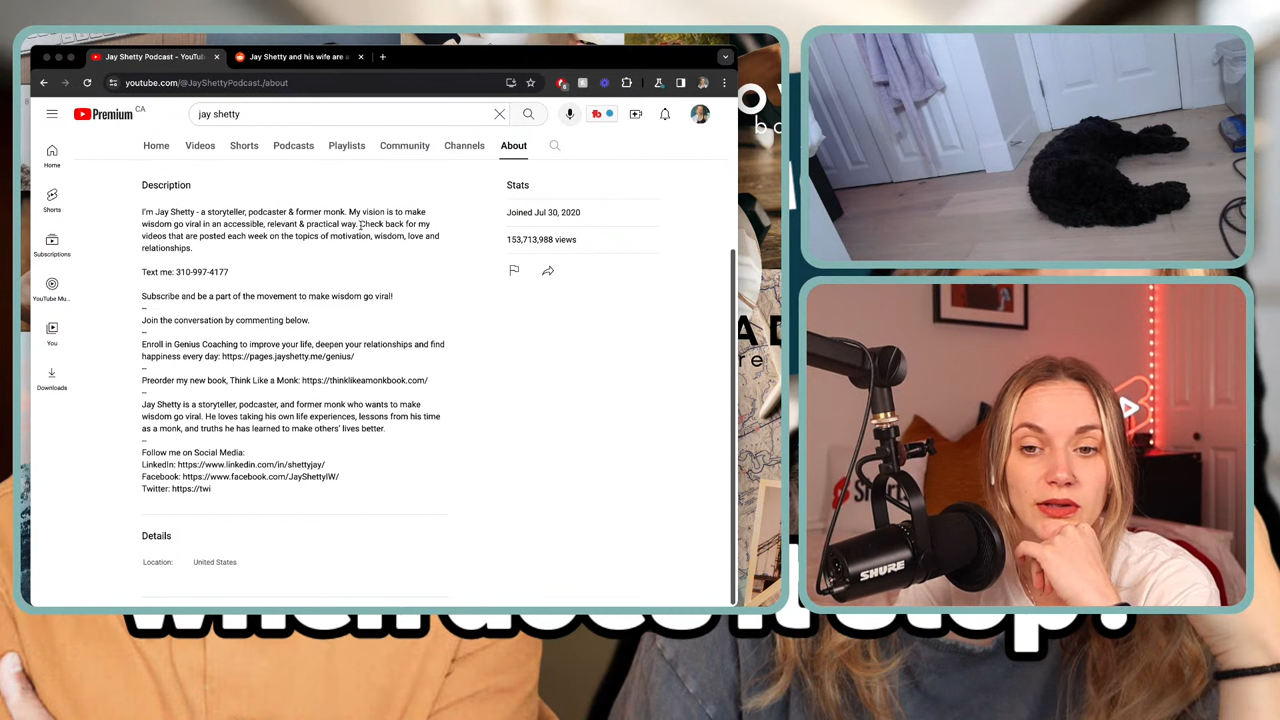 Jay Shetty Podcast - YouTu
Jay Shetty and his wife are a
youtube.com/@JayShettyPodcast./about
6
Premium
CA
jay shetty
Home
Videos
Shorts
Podcasts
Playlists
Community
Channels
About
Home
Shorts
Subscriptions
YouTube Mu...
You
Downloads
Description
I'm Jay Shetty - a storyteller, podcaster & former monk. My vision is to make
wisdom go viral in an accessible, relevant & practical way. Check back for my
videos that are posted each week on the topics of motivation, wisdom, love and
relationships.
Text me: 310-997-4177
Subscribe and be a part of the movement to make wisdom go viral!
--
Join the conversation by commenting below.
--
Enroll in Genius Coaching to improve your life, deepen your relationships and find
happiness every day: https://pages.jayshetty.me/genius/
--
Preorder my new book, Think Like a Monk: https://thinklikeamonkbook.com/
--
Jay Shetty is a storyteller, podcaster, and former monk who wants to make
wisdom go viral. He loves taking his own life experiences, lessons from his time
as a monk, and truths he has learned to make others' lives better.
--
Follow me on Social Media:
LinkedIn: https://www.linkedin.com/in/shettyjay/
Facebook: https://www.facebook.com/JayShettyIW/
Twitter: https://twi
Details
Location: United States
Stats
Joined Jul 30, 2020
153,713,988 views
SHURE
when does it stop?